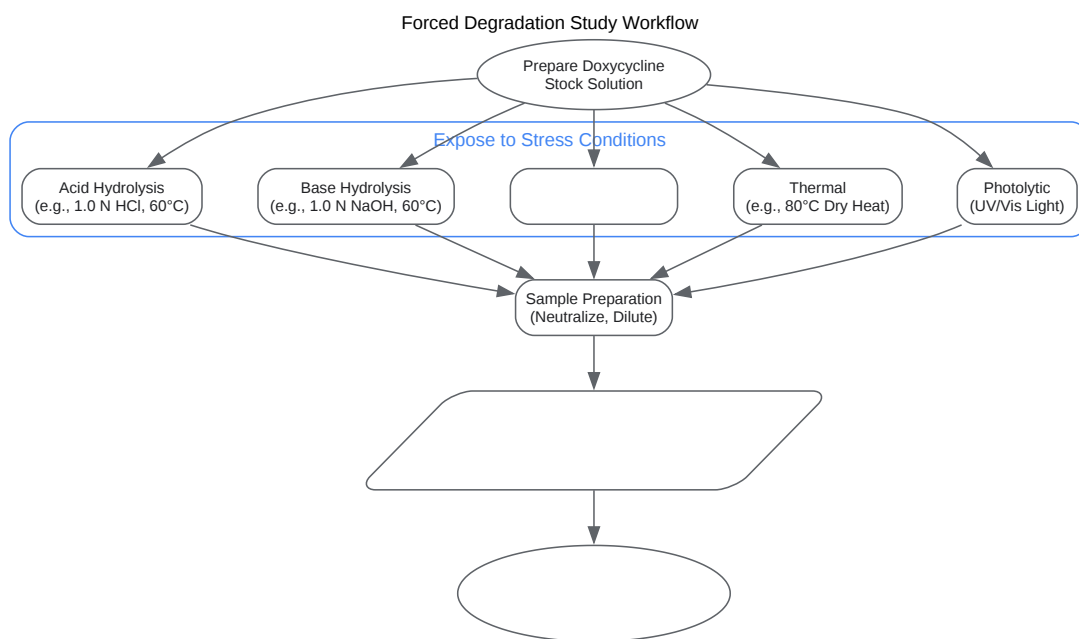 Forced Degradation Study Workflow
Prepare Doxycycline
Stock Solution
Expose to Stress Conditions
Acid Hydrolysis
(e.g., 1.0 N HCl, 60°C)
Base Hydrolysis
(e.g., 1.0 N NaOH, 60°C)
Thermal
(e.g., 80°C Dry Heat)
Photolytic
(UV/Vis Light)
Sample Preparation
(Neutralize, Dilute)